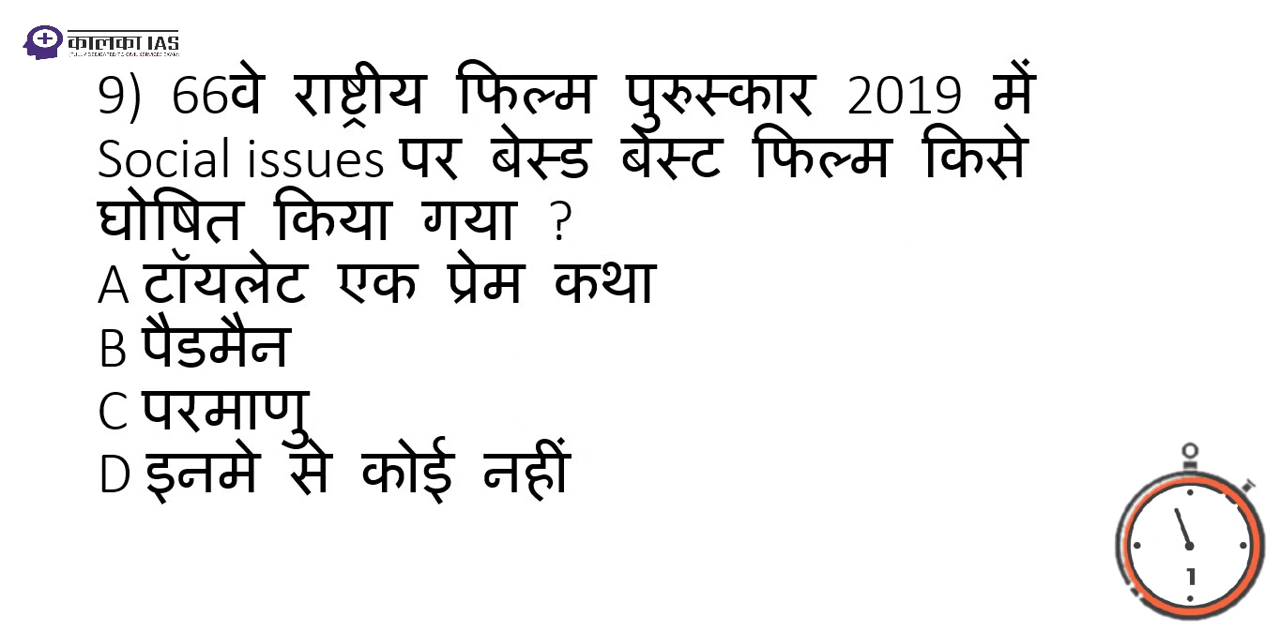 कालका IAS
9) 66वे राष्ट्रीय फिल्म पुरुस्कार 2019 में
Social issues पर बेस्ड बेस्ट फिल्म किसे
घोषित किया गया ?
A टॉयलेट एक प्रेम कथा
B पैडमैन
C परमाणु
D इनमे से कोई नहीं
1